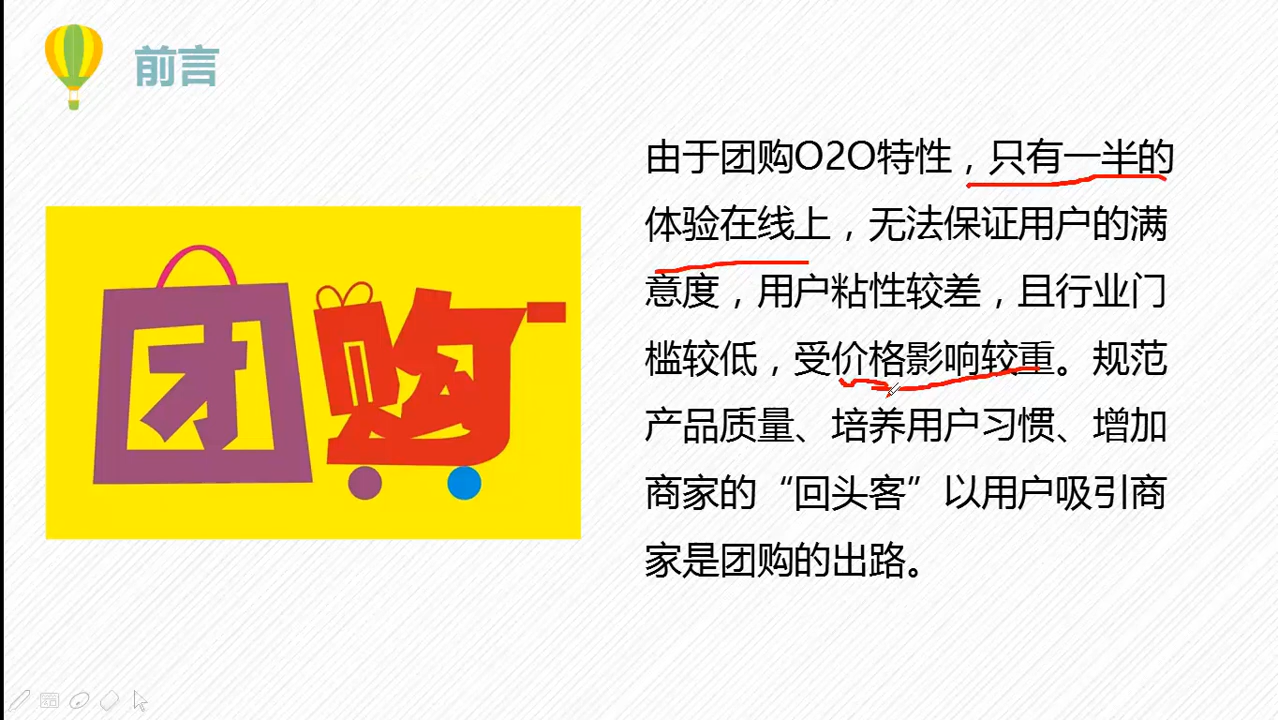 前言
团购
由于团购O2O特性，只有一半的
体验在线上，无法保证用户的满
意度，用户粘性较差，且行业门
槛较低，受价格影响较重。规范
产品质量、培养用户习惯、增加
商家的“回头客”以用户吸引商
家是团购的出路。